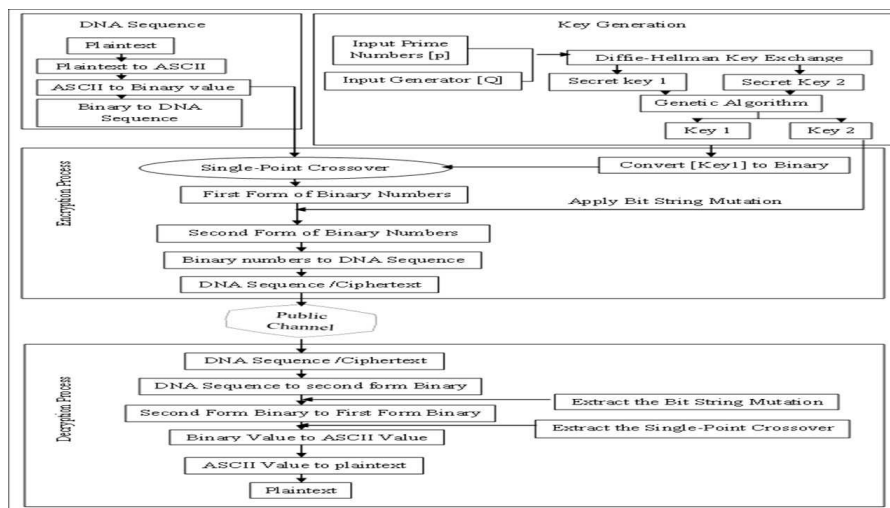 DNA Sequence
Plaintext
Plaintext to ASCII
ASCII to Binary value
Binary to DNA
Sequence
Key Generation
Input Prime
Numbers [p]
Input Generator [Q]
Diffie-Hellman Key Exchange
Secret key 1
Secret Key 2
Genetic Algorithm
Key 1
Key 2
Encryption Process
Single-Point Crossover
Convert [Key1] to Binary
First Form of Binary Numbers
Apply Bit String Mutation
Second Form of Binary Numbers
Binary numbers to DNA Sequence
DNA Sequence /Ciphertext
Public
Channel
Decryption Process
DNA Sequence /Ciphertext
DNA Sequence to second form Binary
Extract the Bit String Mutation
Second Form Binary to First Form Binary
Extract the Single-Point Crossover
Binary Value to ASCII Value
ASCII Value to plaintext
Plaintext